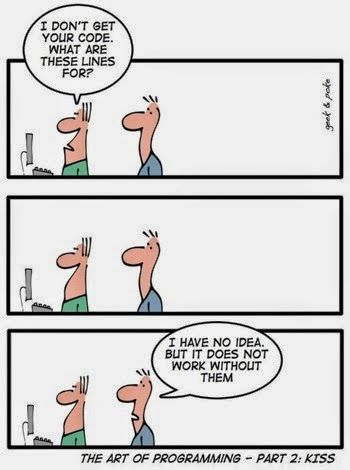 I DON'T GET
YOUR CODE.
WHAT ARE
THESE LINES
FOR?
geek & poke
I HAVE NO IDEA.
BUT IT DOES NOT
WORK WITHOUT
THEM
THE ART OF PROGRAMMING - PART 2: KISS